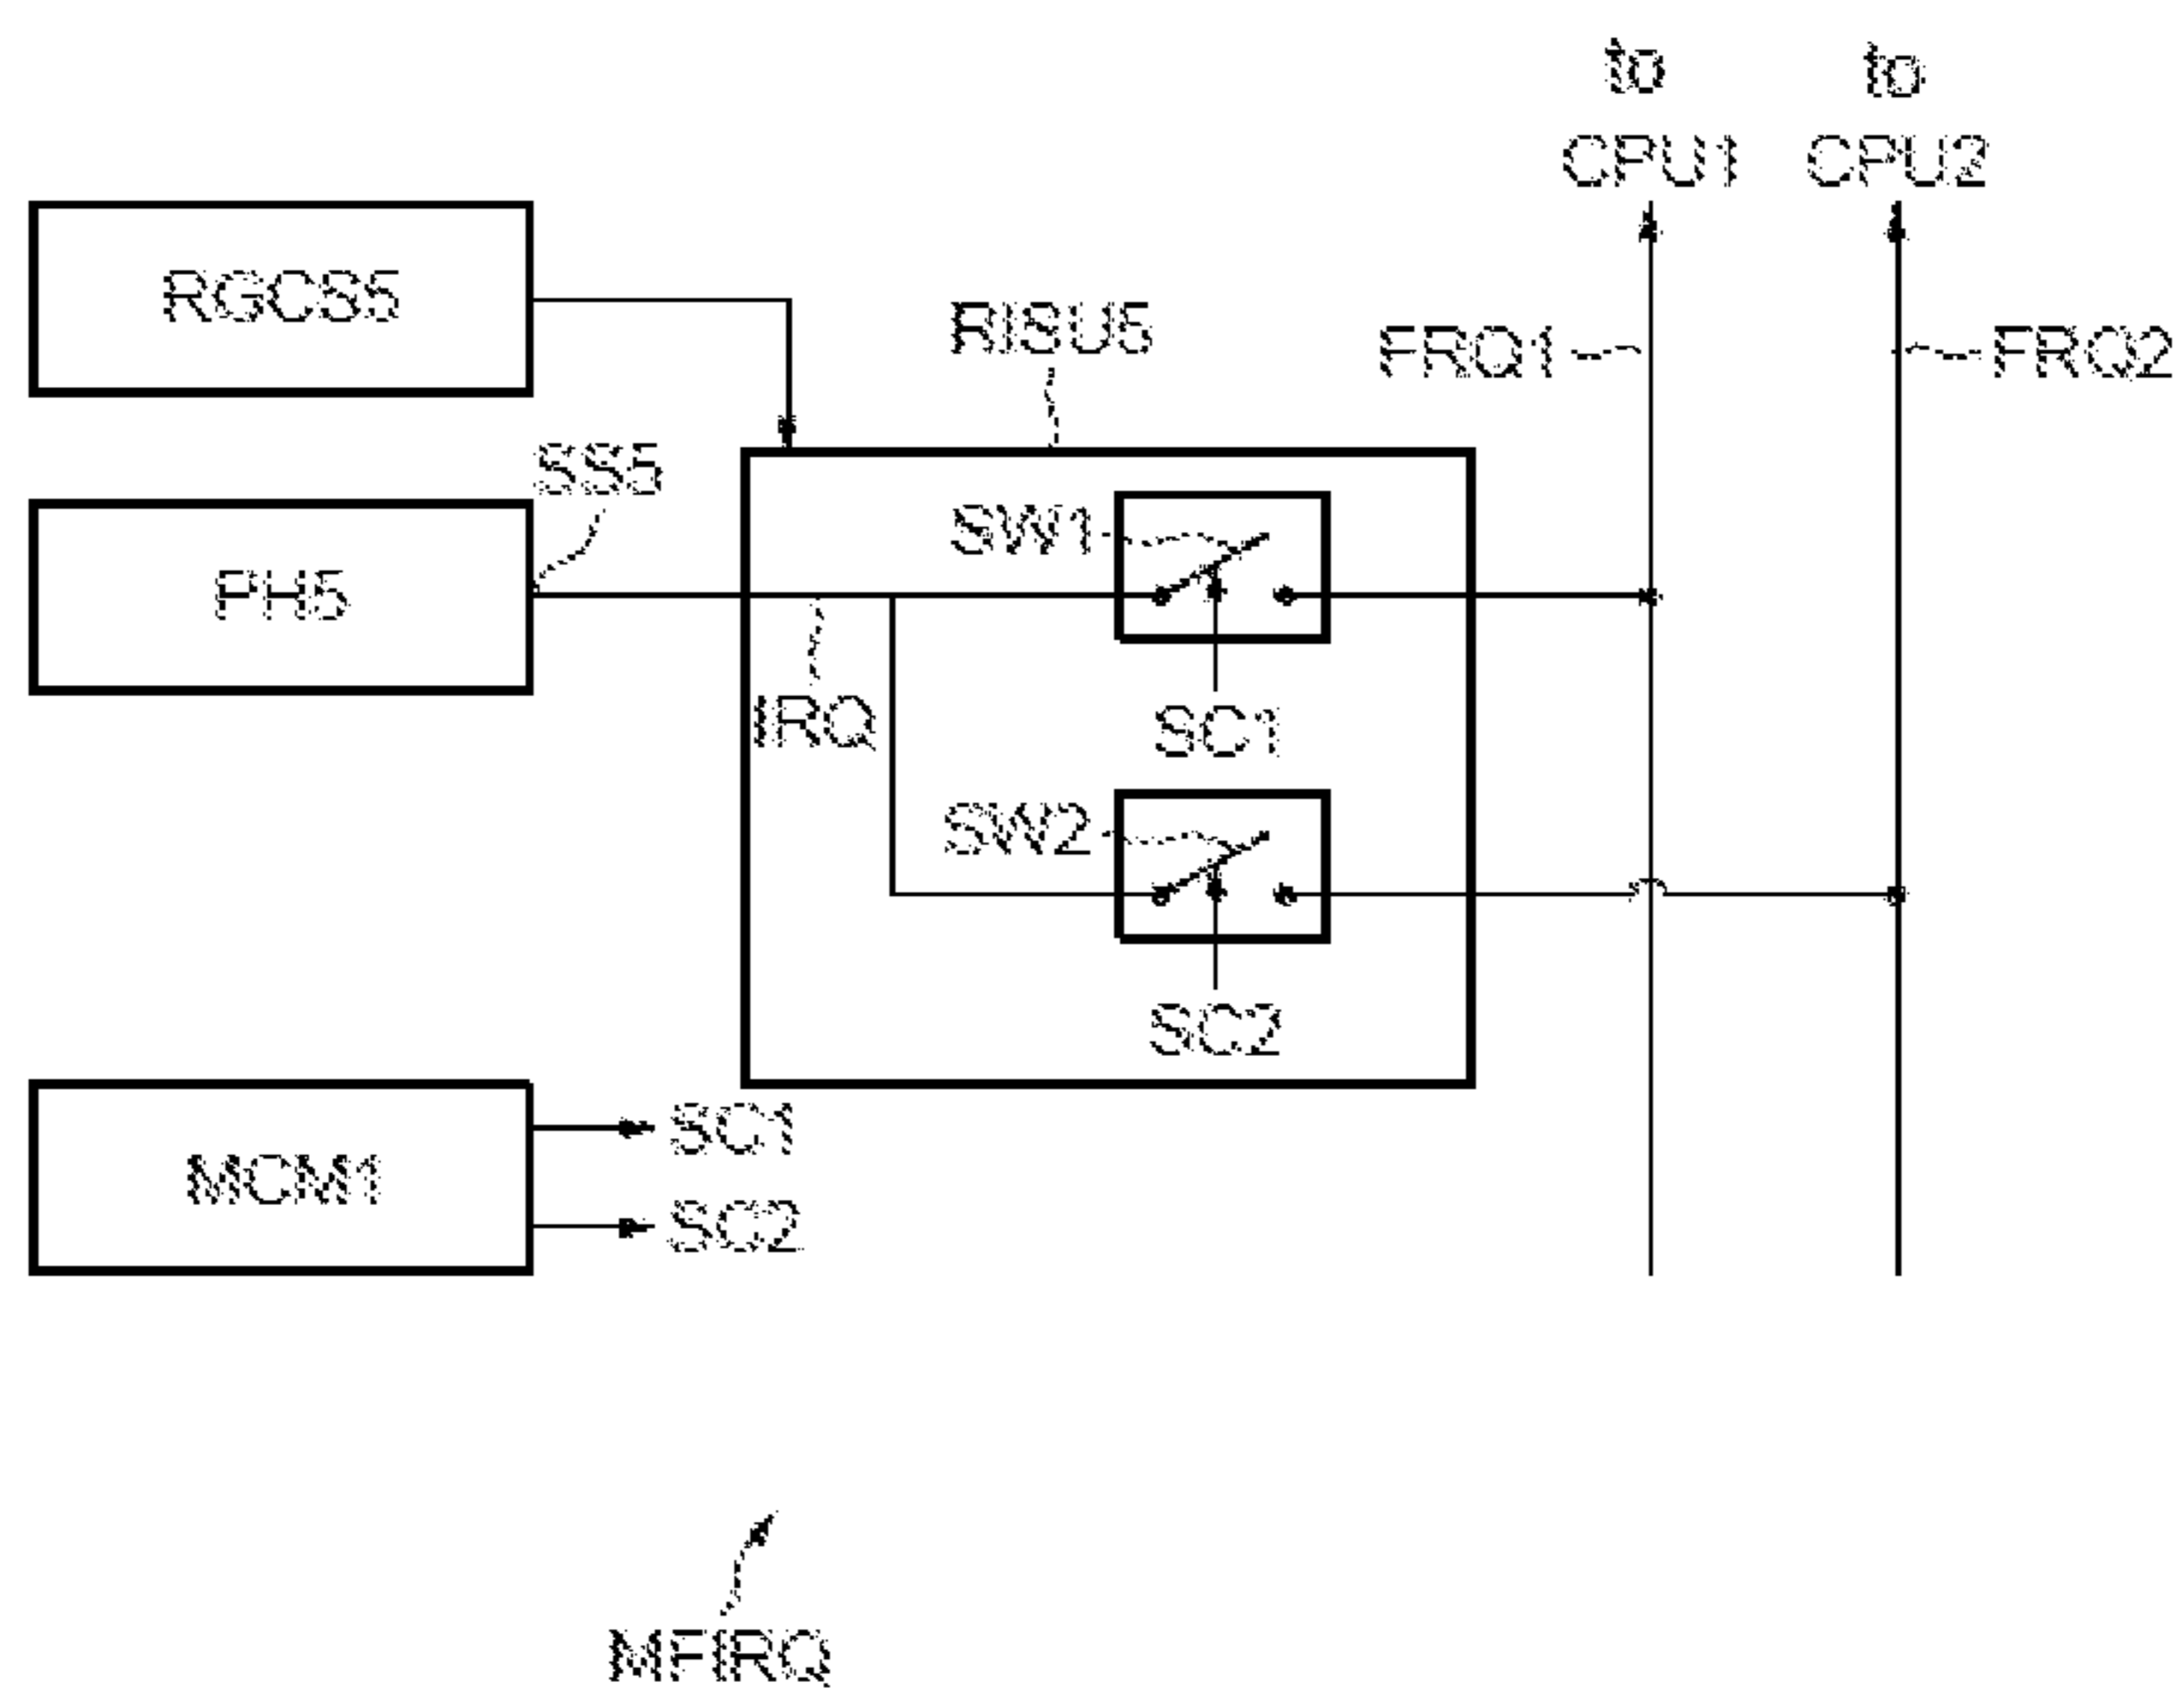 to
to
CPU1
CPU2
RGCS5
RISU5
FRQ1
FRQ2
SS5
SW1
PH5
IRQ
SC1
SW2
SC2
SC1
MCM1
SC2
MFIRQ